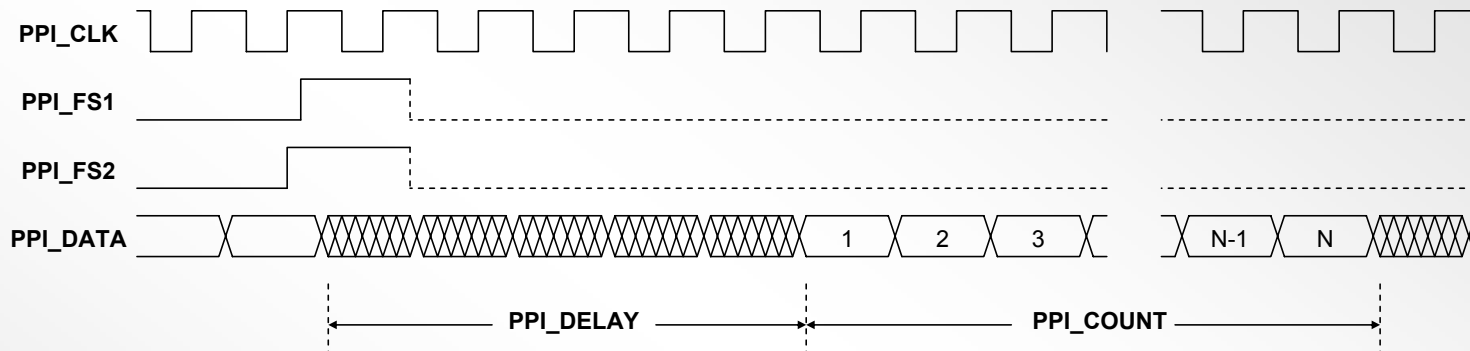 PPI_CLK
PPI_FS1
PPI_FS2
PPI_DATA 1 2 3 N-1 N
PPI_DELAY PPI_COUNT